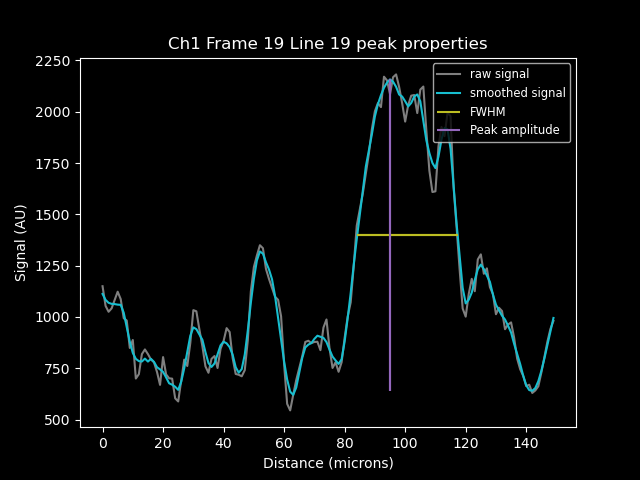 Ch1 Frame 19 Line 19 peak properties
raw signal
smoothed signal
FWHM
Peak amplitude
Signal (AU)
2250
2000
1750
1500
1250
1000
750
500
0 20 40 60 80 100 120 140
Distance (microns)